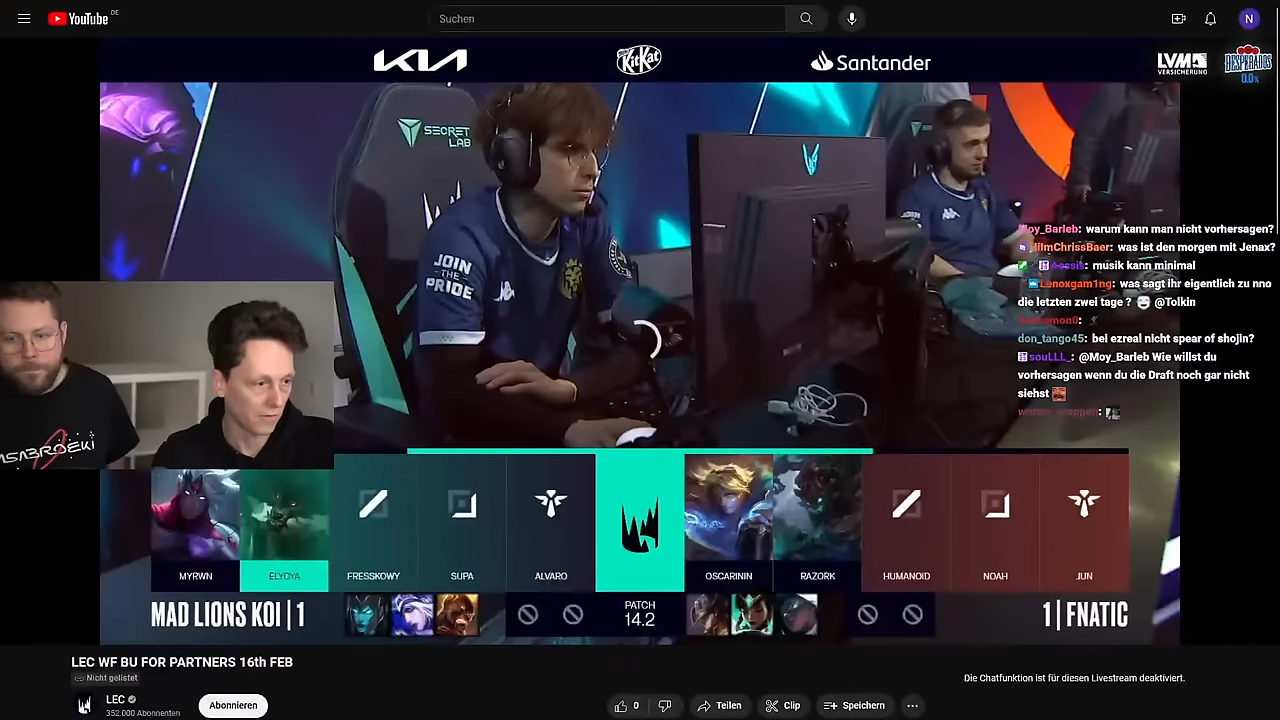 YouTube DE
Suchen
N
KIA
KitKat
Santander
LVM
VERSICHERUNG
DESPERADOS
0.0%
SECRET
LAB
JOIN
THE
PRIDE
Moy_Barleb: warum kann man nicht vorhersagen?
FilmChrissBaer: was ist den morgen mit Jenax?
musik kann minimal
Lenoxgam1ng: was sagt ihr eigentlich zu nno
die letzten zwei tage ? @Tolkin
don_tango45: bei ezreal nicht spear of shojin?
souLLL_: @Moy_Barleb Wie willst du
vorhersagen wenn du die Draft noch gar nicht
siehst
MYRWN
ELYOYA
FRESSKOWY
SUPA
ALVARO
OSCARININ
RAZORK
HUMANOID
NOAH
JUN
MAD LIONS KOI | 1
PATCH
14.2
1 | FNATIC
LEC WF BU FOR PARTNERS 16th FEB
Nicht gelistet
Die Chatfunktion ist für diesen Livestream deaktiviert.
LEC
352.000 Abonnenten
Abonnieren
0
Teilen
Clip
Speichern